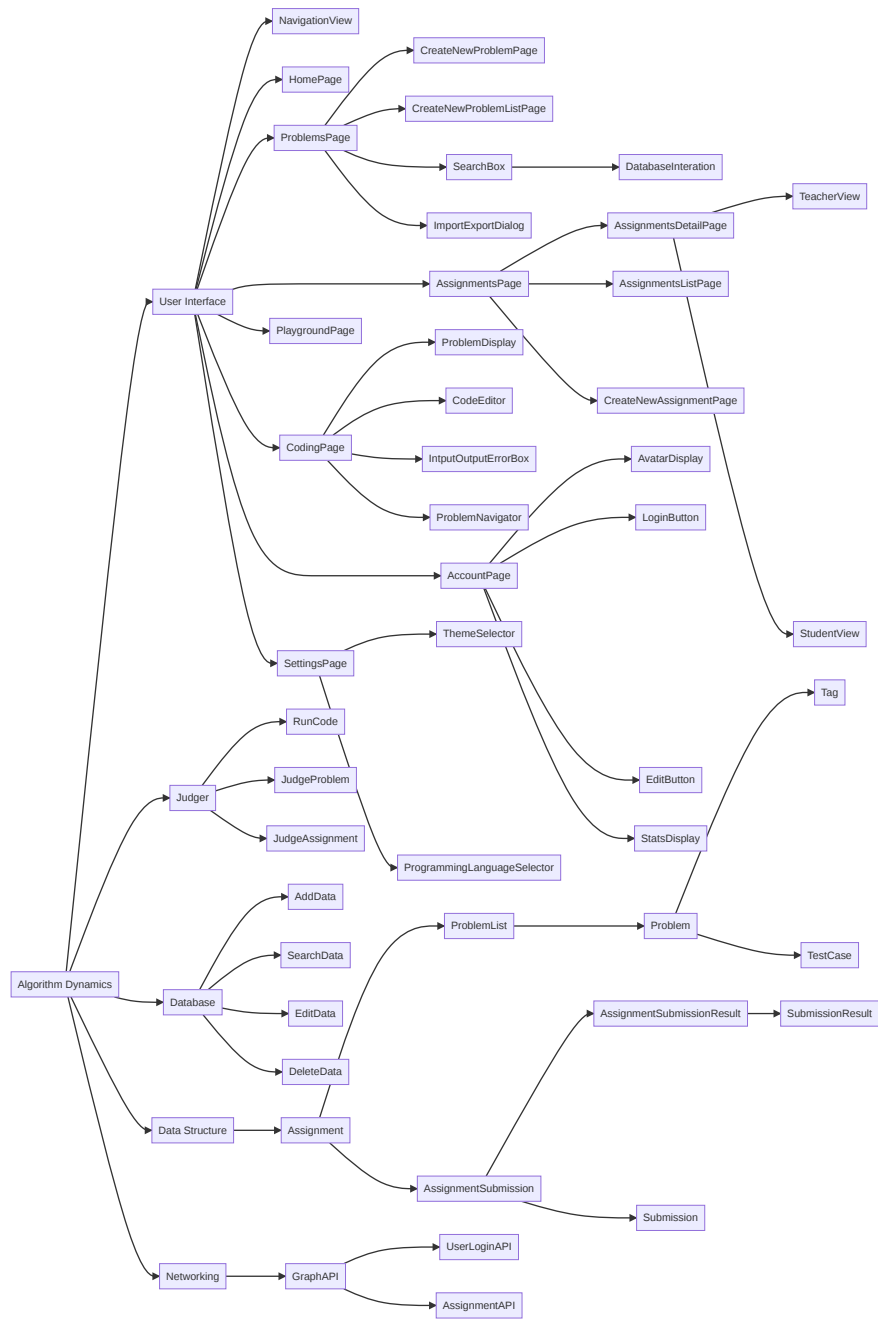 NavigationView
CreateNewProblemPage
HomePage
CreateNewProblemListPage
ProblemsPage
SearchBox
DatabaseInteration
TeacherView
ImportExportDialog
AssignmentsDetailPage
User Interface
AssignmentsPage
AssignmentsListPage
PlaygroundPage
ProblemDisplay
CodeEditor
CreateNewAssignmentPage
CodingPage
IntputOutputErrorBox
AvatarDisplay
ProblemNavigator
LoginButton
AccountPage
ThemeSelector
StudentView
SettingsPage
Tag
RunCode
JudgeProblem
EditButton
Judger
JudgeAssignment
StatsDisplay
ProgrammingLanguageSelector
AddData
ProblemList
Problem
SearchData
TestCase
Algorithm Dynamics
Database
EditData
AssignmentSubmissionResult
SubmissionResult
DeleteData
Data Structure
Assignment
AssignmentSubmission
Submission
UserLoginAPI
Networking
GraphAPI
AssignmentAPI